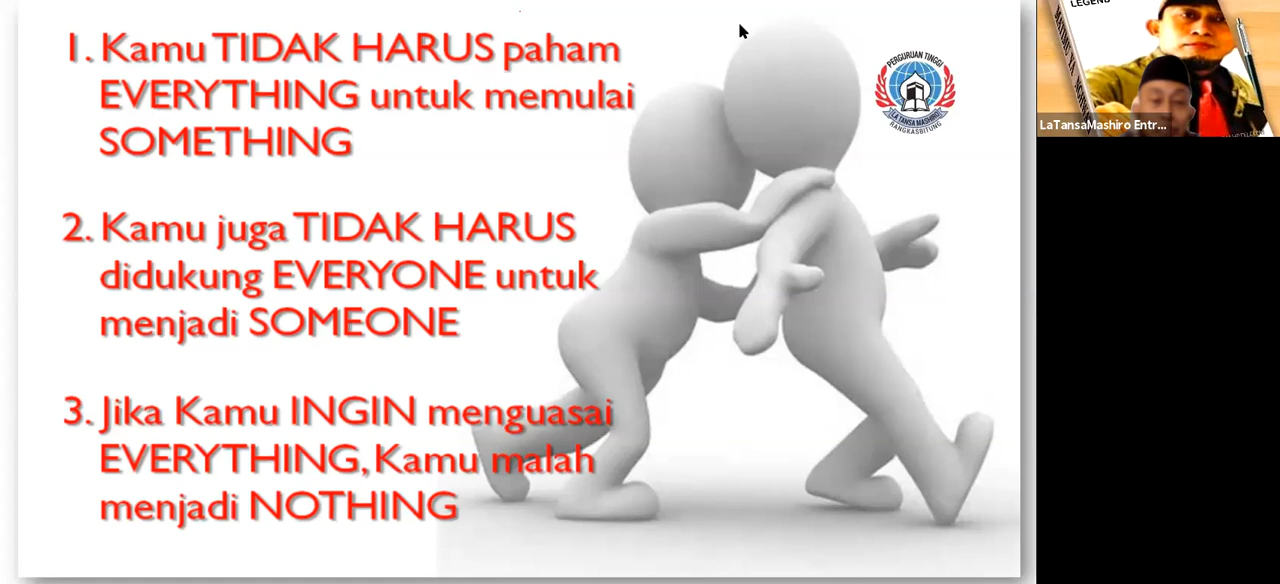 1. Kamu TIDAK HARUS paham
EVERYTHING untuk memulai
SOMETHING
2. Kamu juga TIDAK HARUS
didukung EVERYONE untuk
menjadi SOMEONE
3. Jika Kamu INGIN menguasai
EVERYTHING, Kamu malah
menjadi NOTHING
PERGURUAN TINGGI
LA TANSA MASHIRO
RANGKASBITUNG
LEGEND
LaTansaMashiro Entr...